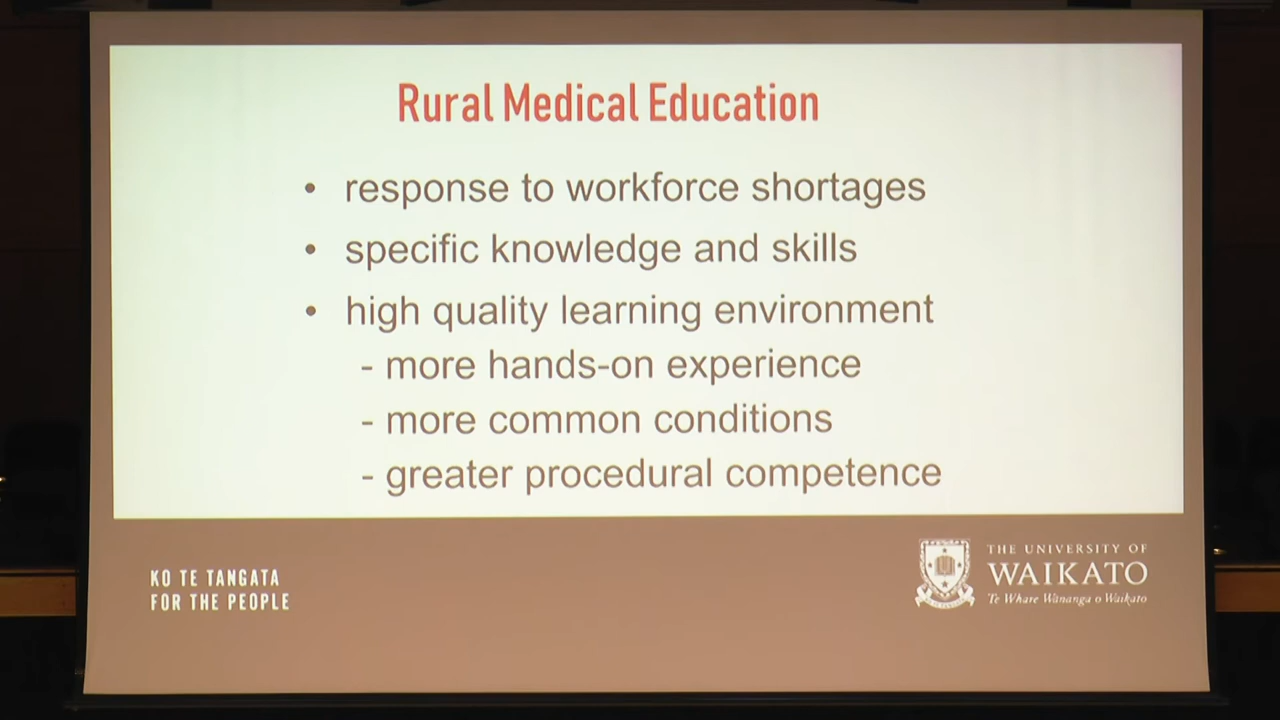 Rural Medical Education
• response to workforce shortages
• specific knowledge and skills
• high quality learning environment
- more hands-on experience
- more common conditions
- greater procedural competence
KO TE TANGATA
FOR THE PEOPLE
THE UNIVERSITY OF
WAIKATO
Te Whare Wānanga o Waikato